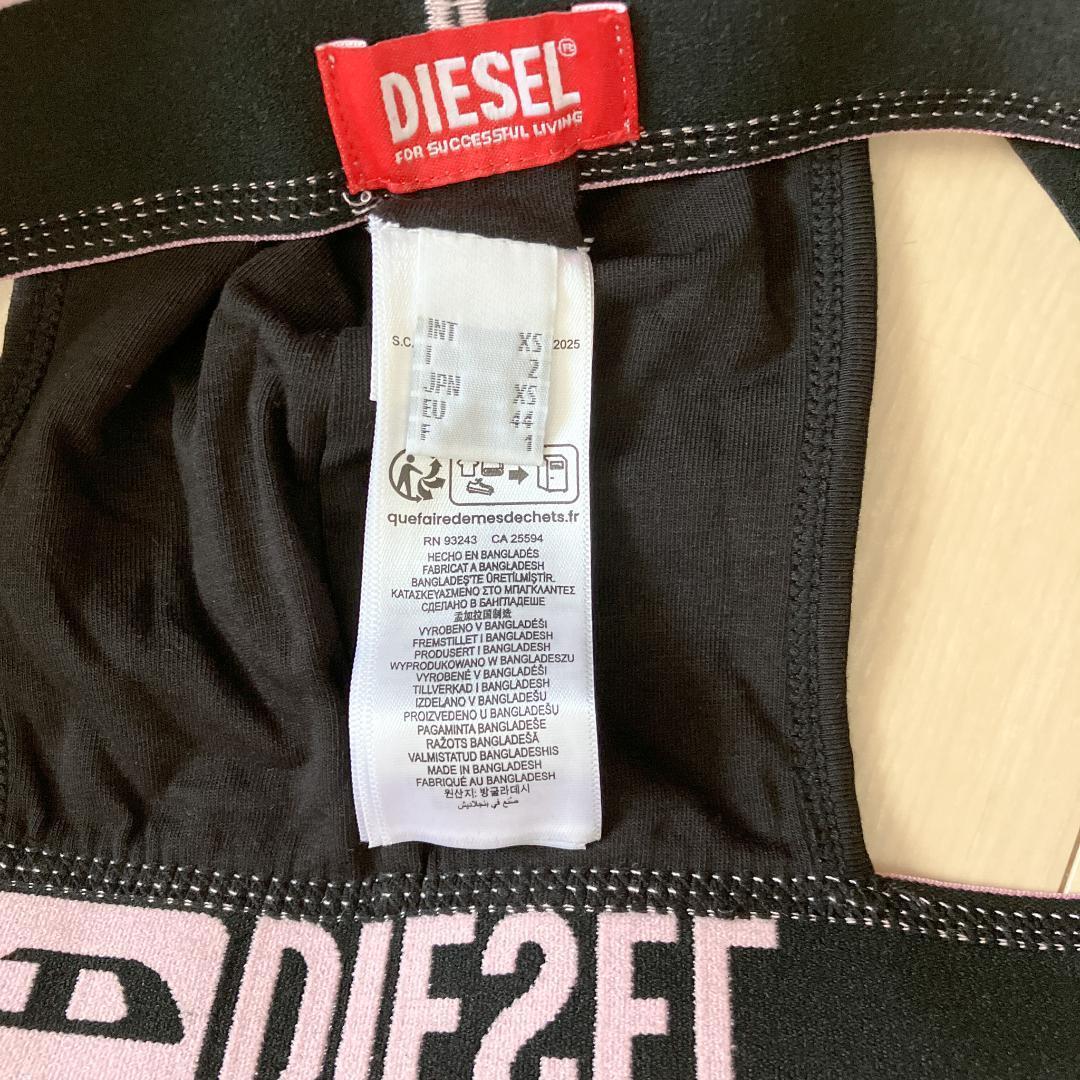 DIESEL®
FOR SUCCESSFUL LIVING
INT XS
I 2
JPN XS
EU 44
S.C. 2025
quefairedemesdechets.fr
RN 93243 CA 25594
HECHO EN BANGLADÉS
FABRICAT A BANGLADESH
BANGLADEŞ'TE ÜRETİLMİŞTİR.
ΚΑΤΑΣΚΕΥΑΣΜΕΝΟ ΣΤΟ ΜΠΑΓΚΛΑΝΤΕΣ
СДЕЛАНО В БАНГЛАДЕШЕ
孟加拉国制造
VYROBENO V BANGLADÉŠI
FREMSTILLET I BANGLADESH
PRODUSERT I BANGLADESH
WYPRODUKOWANO W BANGLADESZU
VYROBENÉ V BANGLADÉŠI
TILLVERKAD I BANGLADESH
IZDELANO V BANGLADEŠU
PROIZVEDENO U BANGLADEŠU
PAGAMINTA BANGLADEŠE
RAŽOTS BANGLADEŠĀ
VALMISTATUD BANGLADESHIS
MADE IN BANGLADESH
FABRIQUÉ AU BANGLADESH
원산지: 방글라데시
صنع في بنجلاديش
D